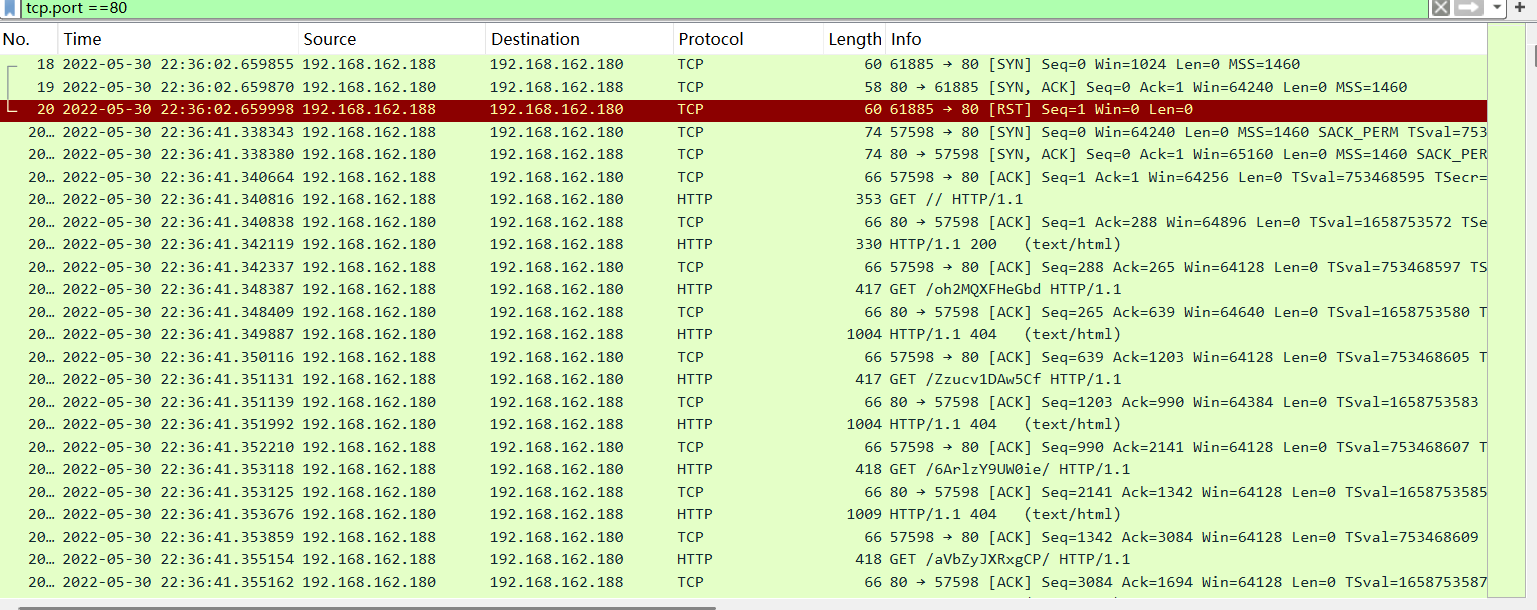 tcp.port ==80
No. Time Source Destination Protocol Length Info
18 2022-05-30 22:36:02.659855 192.168.162.188 192.168.162.180 TCP 60 61885 → 80 [SYN] Seq=0 Win=1024 Len=0 MSS=1460
19 2022-05-30 22:36:02.659870 192.168.162.180 192.168.162.188 TCP 58 80 → 61885 [SYN, ACK] Seq=0 Ack=1 Win=64240 Len=0 MSS=1460
20 2022-05-30 22:36:02.659998 192.168.162.188 192.168.162.180 TCP 60 61885 → 80 [RST] Seq=1 Win=0 Len=0
20… 2022-05-30 22:36:41.338343 192.168.162.188 192.168.162.180 TCP 74 57598 → 80 [SYN] Seq=0 Win=64240 Len=0 MSS=1460 SACK_PERM TSval=753
20… 2022-05-30 22:36:41.338380 192.168.162.180 192.168.162.188 TCP 74 80 → 57598 [SYN, ACK] Seq=0 Ack=1 Win=65160 Len=0 MSS=1460 SACK_PER
20… 2022-05-30 22:36:41.340664 192.168.162.188 192.168.162.180 TCP 66 57598 → 80 [ACK] Seq=1 Ack=1 Win=64256 Len=0 TSval=753468595 TSecr=
20… 2022-05-30 22:36:41.340816 192.168.162.188 192.168.162.180 HTTP 353 GET // HTTP/1.1
20… 2022-05-30 22:36:41.340838 192.168.162.180 192.168.162.188 TCP 66 80 → 57598 [ACK] Seq=1 Ack=288 Win=64896 Len=0 TSval=1658753572 TSe
20… 2022-05-30 22:36:41.342119 192.168.162.180 192.168.162.188 HTTP 330 HTTP/1.1 200 (text/html)
20… 2022-05-30 22:36:41.342337 192.168.162.188 192.168.162.180 TCP 66 57598 → 80 [ACK] Seq=288 Ack=265 Win=64128 Len=0 TSval=753468597 TS
20… 2022-05-30 22:36:41.348387 192.168.162.188 192.168.162.180 HTTP 417 GET /oh2MQXFHeGbd HTTP/1.1
20… 2022-05-30 22:36:41.348409 192.168.162.180 192.168.162.188 TCP 66 80 → 57598 [ACK] Seq=265 Ack=639 Win=64640 Len=0 TSval=1658753580 T
20… 2022-05-30 22:36:41.349887 192.168.162.180 192.168.162.188 HTTP 1004 HTTP/1.1 404 (text/html)
20… 2022-05-30 22:36:41.350116 192.168.162.188 192.168.162.180 TCP 66 57598 → 80 [ACK] Seq=639 Ack=1203 Win=64128 Len=0 TSval=753468605 T
20… 2022-05-30 22:36:41.351131 192.168.162.188 192.168.162.180 HTTP 417 GET /Zzucv1DAw5Cf HTTP/1.1
20… 2022-05-30 22:36:41.351139 192.168.162.180 192.168.162.188 TCP 66 80 → 57598 [ACK] Seq=1203 Ack=990 Win=64384 Len=0 TSval=1658753583
20… 2022-05-30 22:36:41.351992 192.168.162.180 192.168.162.188 HTTP 1004 HTTP/1.1 404 (text/html)
20… 2022-05-30 22:36:41.352210 192.168.162.188 192.168.162.180 TCP 66 57598 → 80 [ACK] Seq=990 Ack=2141 Win=64128 Len=0 TSval=753468607 T
20… 2022-05-30 22:36:41.353118 192.168.162.188 192.168.162.180 HTTP 418 GET /6ArlzY9UW0ie/ HTTP/1.1
20… 2022-05-30 22:36:41.353125 192.168.162.180 192.168.162.188 TCP 66 80 → 57598 [ACK] Seq=2141 Ack=1342 Win=64128 Len=0 TSval=1658753585
20… 2022-05-30 22:36:41.353676 192.168.162.180 192.168.162.188 HTTP 1009 HTTP/1.1 404 (text/html)
20… 2022-05-30 22:36:41.353859 192.168.162.188 192.168.162.180 TCP 66 57598 → 80 [ACK] Seq=1342 Ack=3084 Win=64128 Len=0 TSval=753468609
20… 2022-05-30 22:36:41.355154 192.168.162.188 192.168.162.180 HTTP 418 GET /aVbZyJXRxgCP/ HTTP/1.1
20… 2022-05-30 22:36:41.355162 192.168.162.180 192.168.162.188 TCP 66 80 → 57598 [ACK] Seq=3084 Ack=1694 Win=64128 Len=0 TSval=1658753587